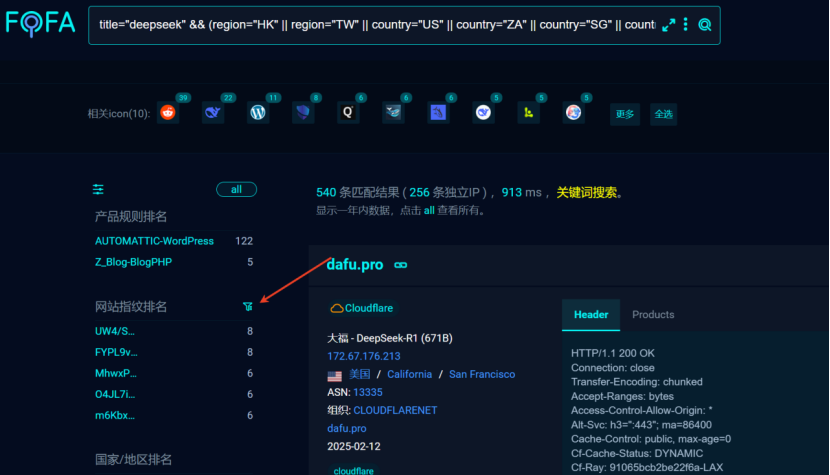 FOFA
title="deepseek" && (region="HK" || region="TW" || country="US" || country="ZA" || country="SG" || count
相关icon(10):
39
22
11
8
6
6
6
5
5
5
更多
全选
all
产品规则排名
AUTOMATTIC-WordPress 122
Z_Blog-BlogPHP 5
网站指纹排名
UW4/S... 8
FYPL9v... 8
MhwxP... 6
O4JL7i... 6
m6Kbx... 6
国家/地区排名
540 条匹配结果 ( 256 条独立IP ) , 913 ms , 关键词搜索。
显示一年内数据，点击 all 查看所有。
dafu.pro
Cloudflare
大福 - DeepSeek-R1 (671B)
172.67.176.213
美国 / California / San Francisco
ASN: 13335
组织: CLOUDFLARENET
dafu.pro
2025-02-12
cloudflare
Header Products
HTTP/1.1 200 OK
Connection: close
Transfer-Encoding: chunked
Accept-Ranges: bytes
Access-Control-Allow-Origin: *
Alt-Svc: h3=":443"; ma=86400
Cache-Control: public, max-age=0
Cf-Cache-Status: DYNAMIC
Cf-Ray: 91065bcb2be22f6a-LAX